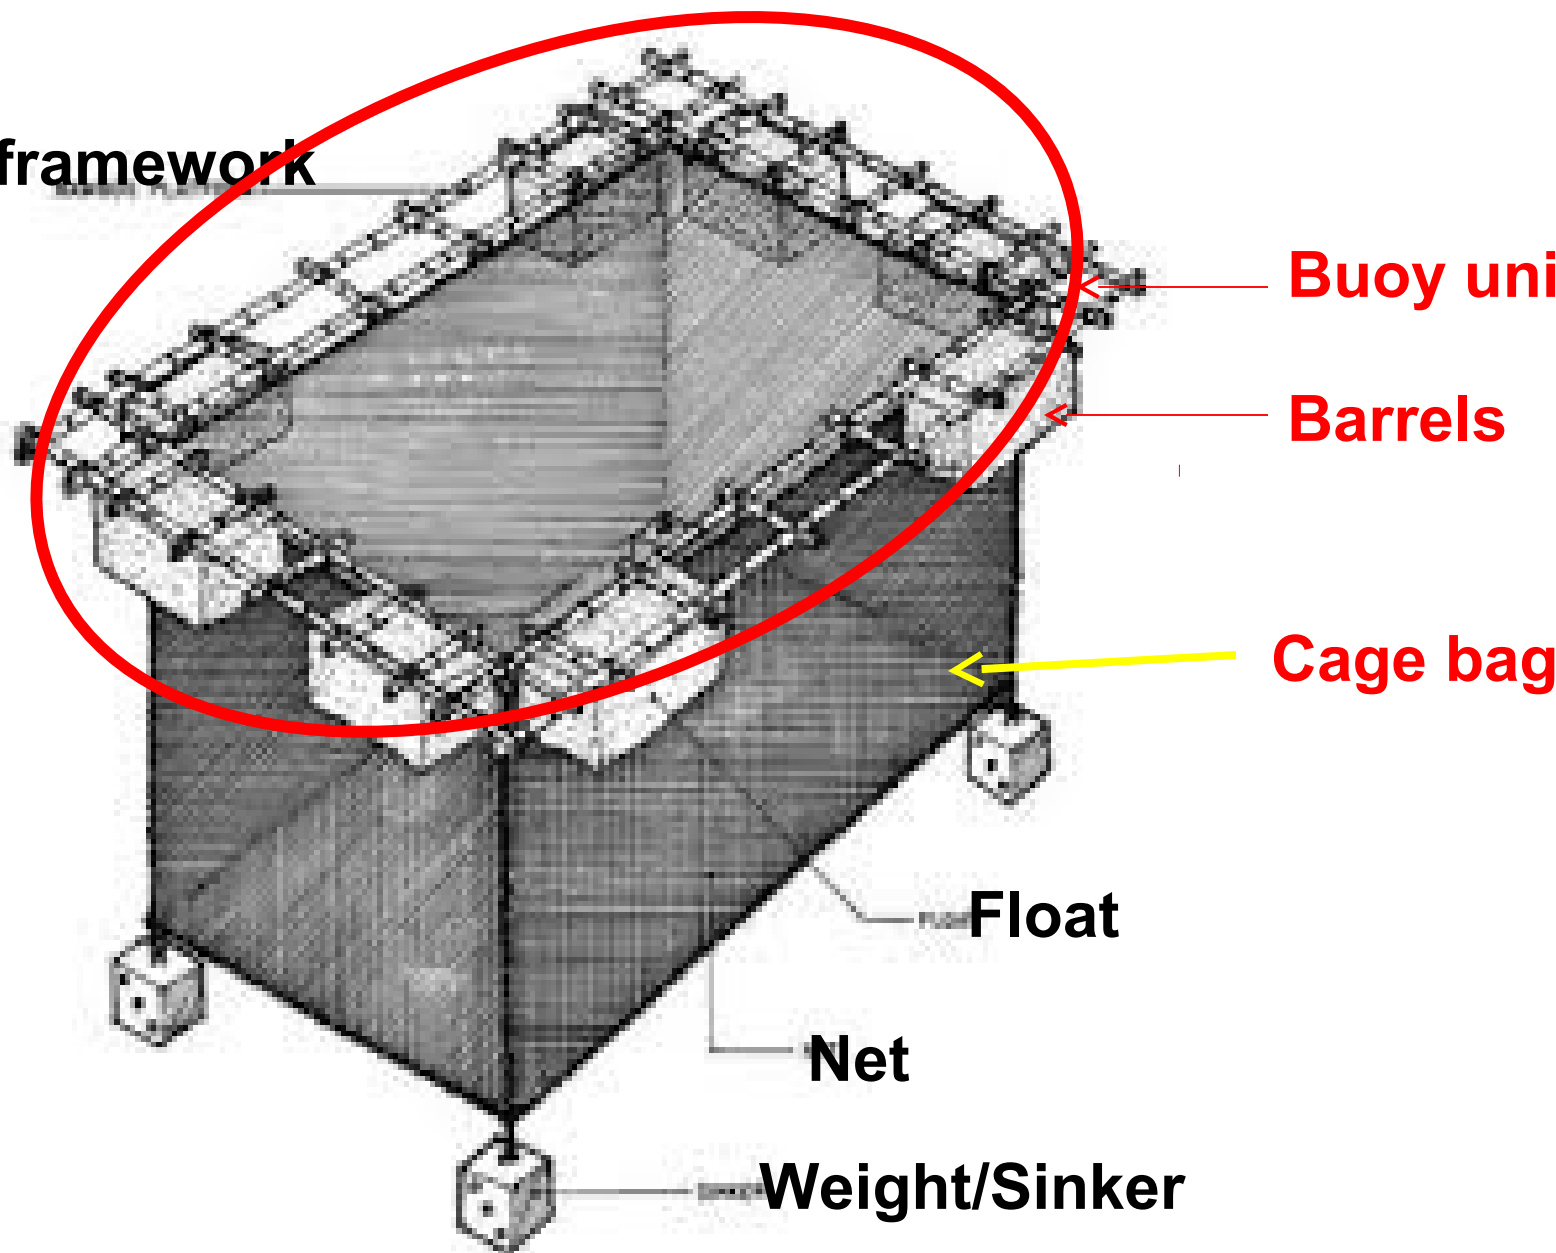 framework
Buoy uni
Barrels
Cage bag
Float
Net
Weight/Sinker